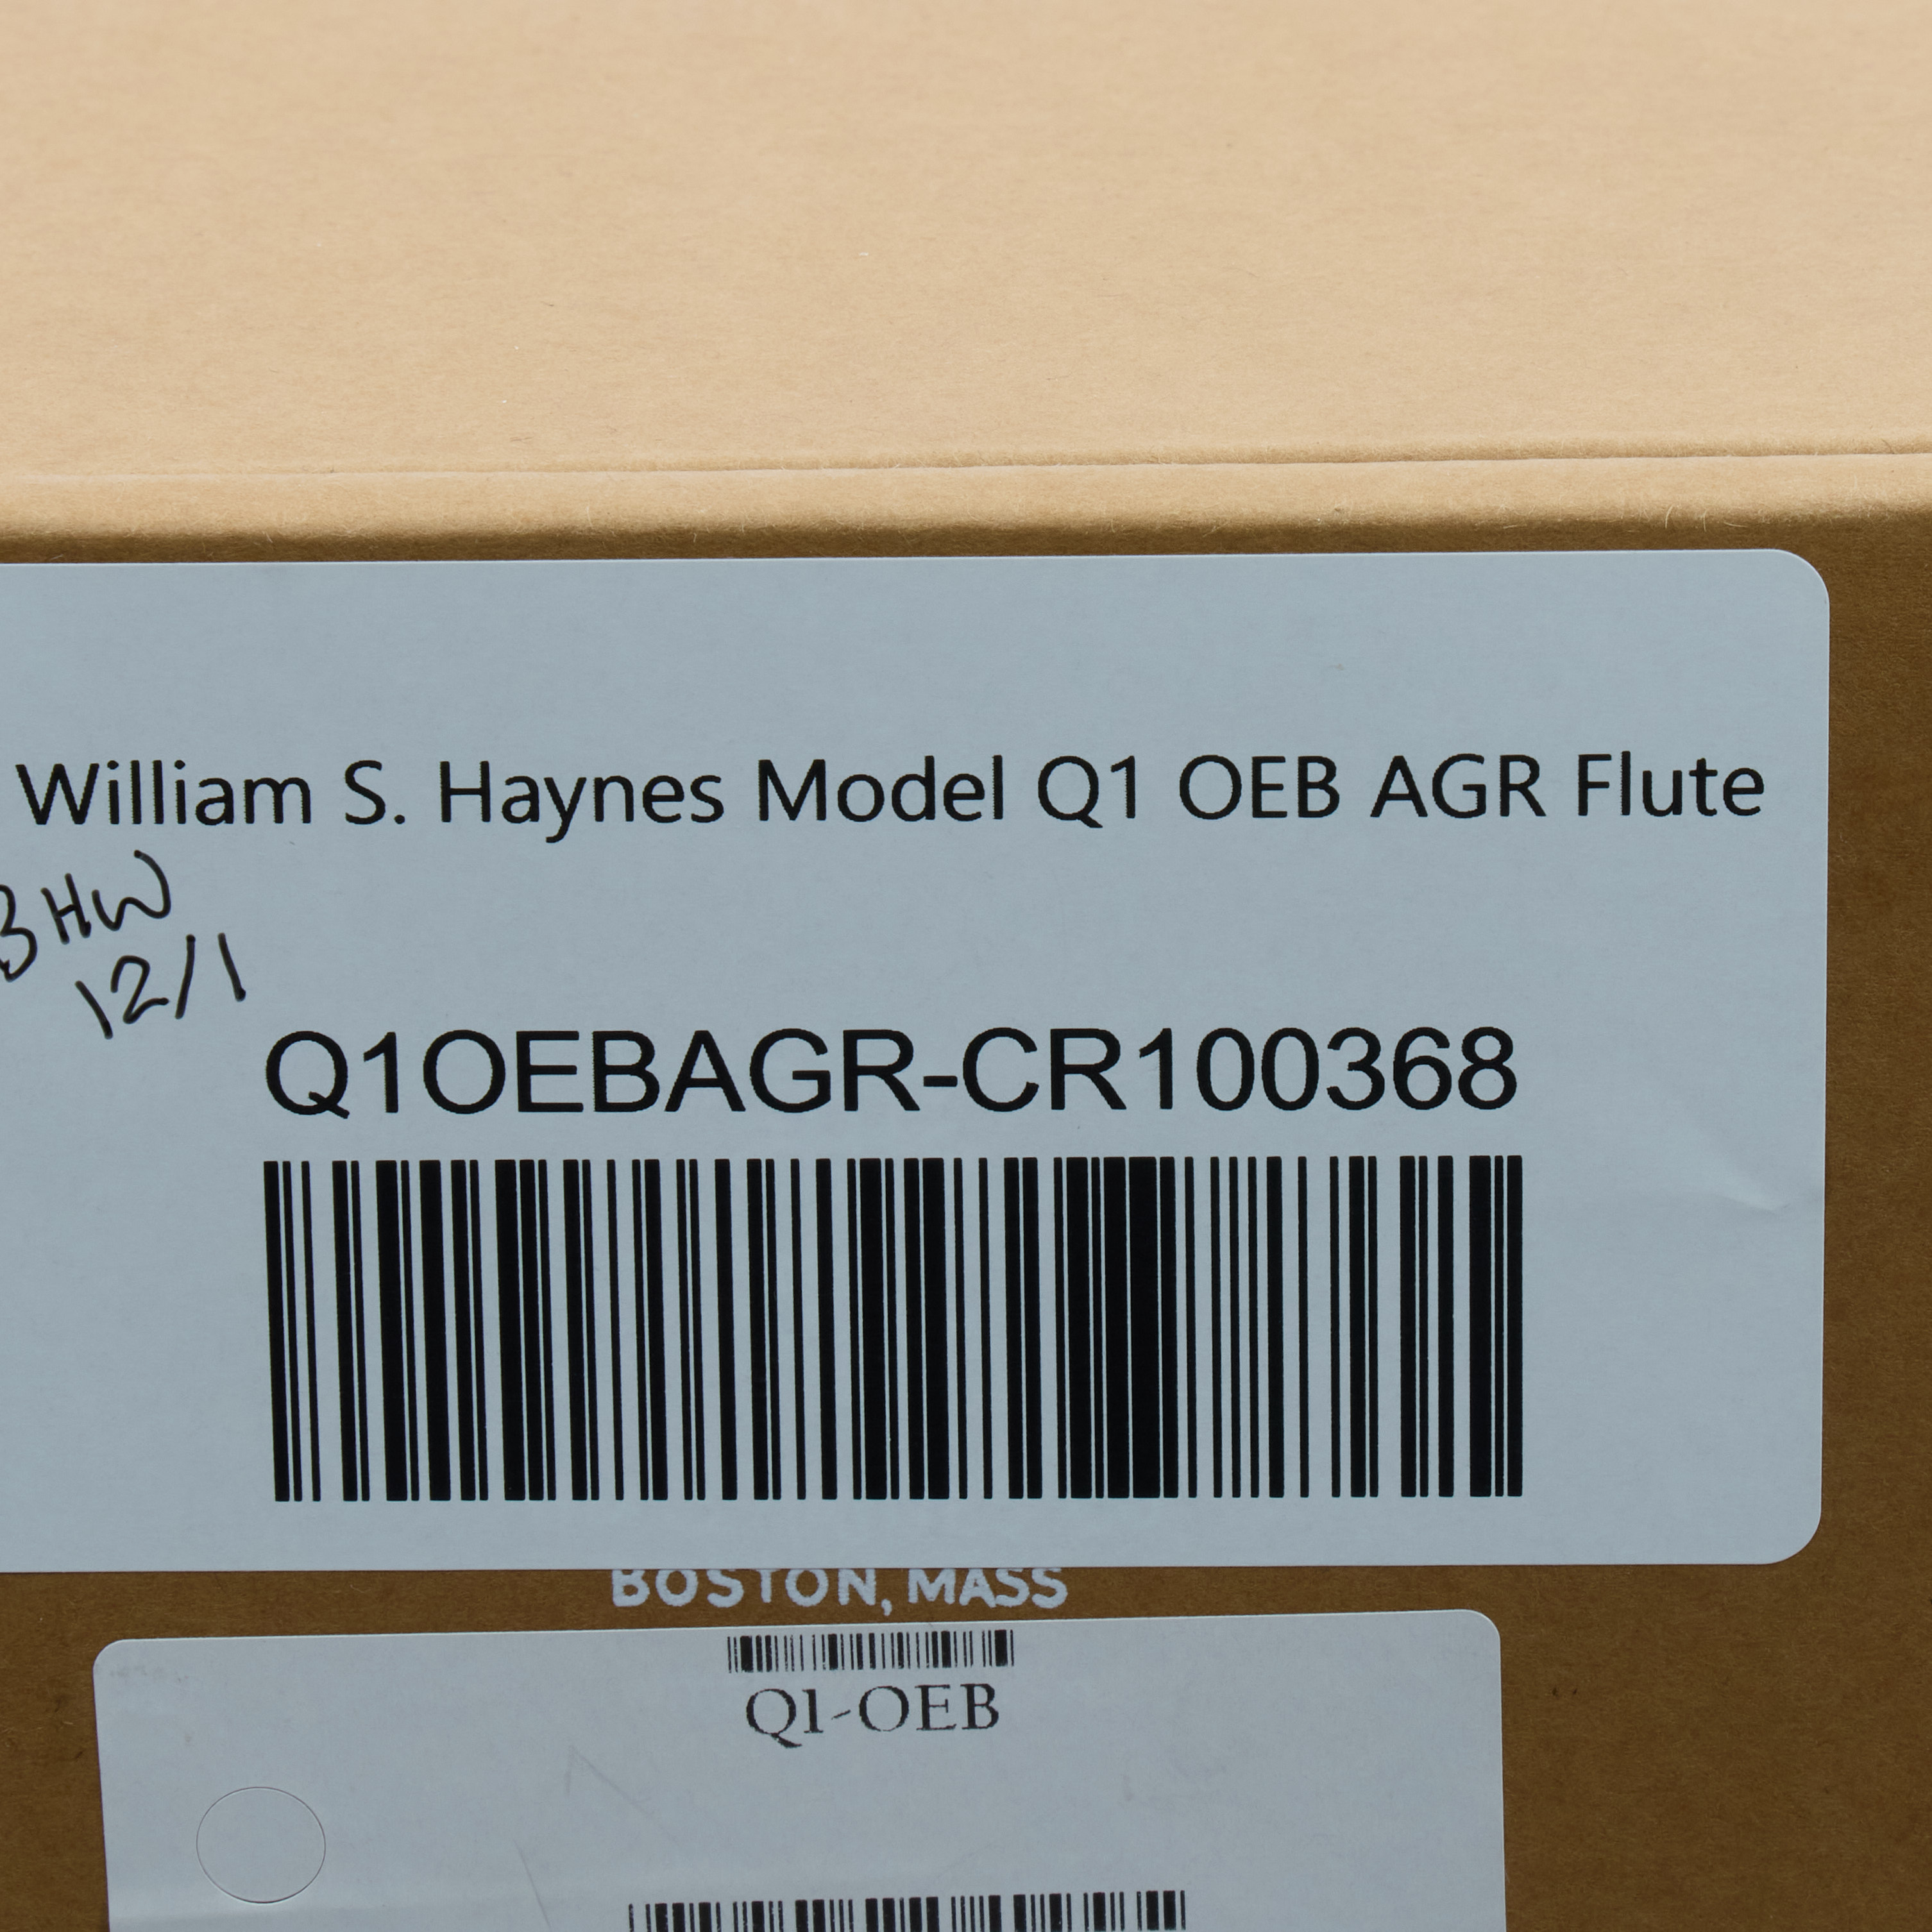 William S. Haynes Model Q1 OEB AGR Flute
BHW
12/1
Q1OEBAGR-CR100368
BOSTON, MASS
Q1-OEB